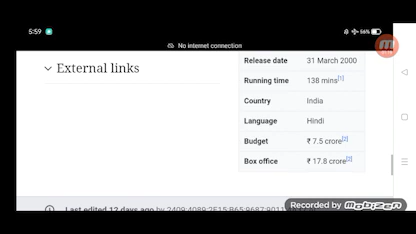 5:59
56%
No internet connection
External links
Release date 31 March 2000
Running time 138 mins[1]
Country India
Language Hindi
Budget ₹ 7.5 crore[2]
Box office ₹ 17.8 crore[2]
Last edited 12 days ago by
Recorded by
MOBIZEN